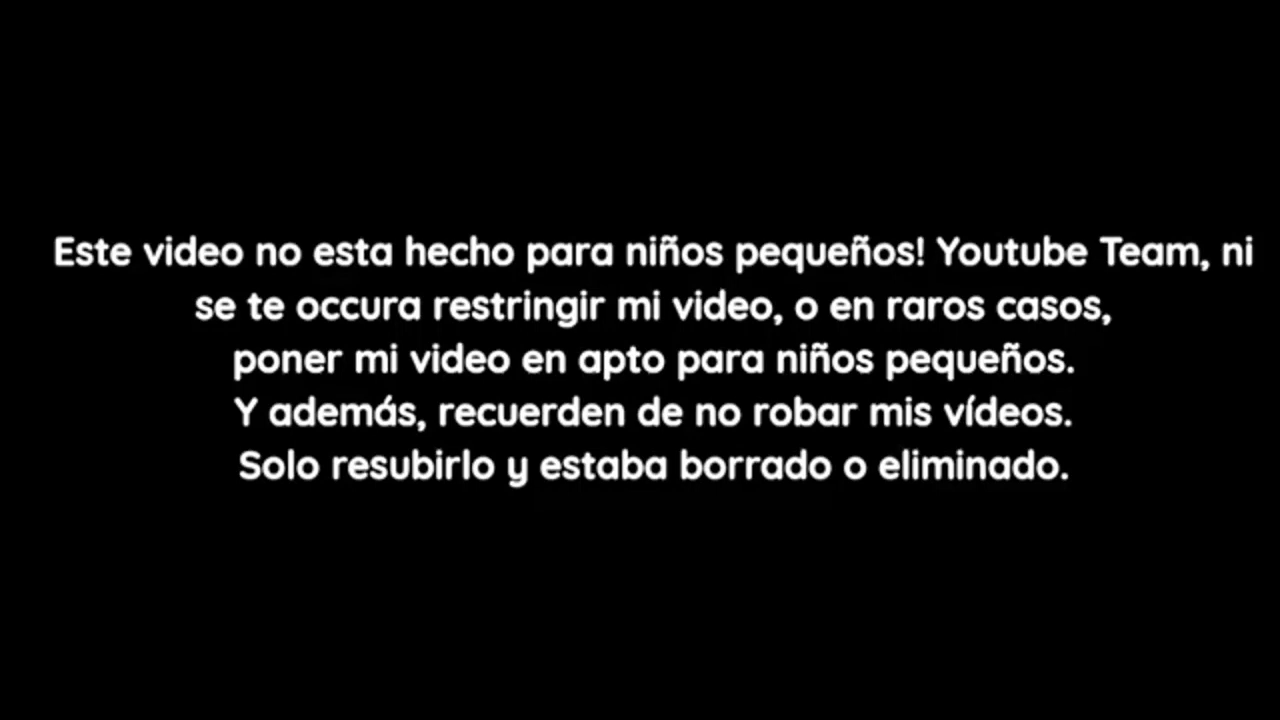 Este video no esta hecho para niños pequeños! Youtube Team, ni
se te occura restringir mi video, o en raros casos,
poner mi video en apto para niños pequeños.
Y además, recuerden de no robar mis vídeos.
Solo resubirlo y estaba borrado o eliminado.